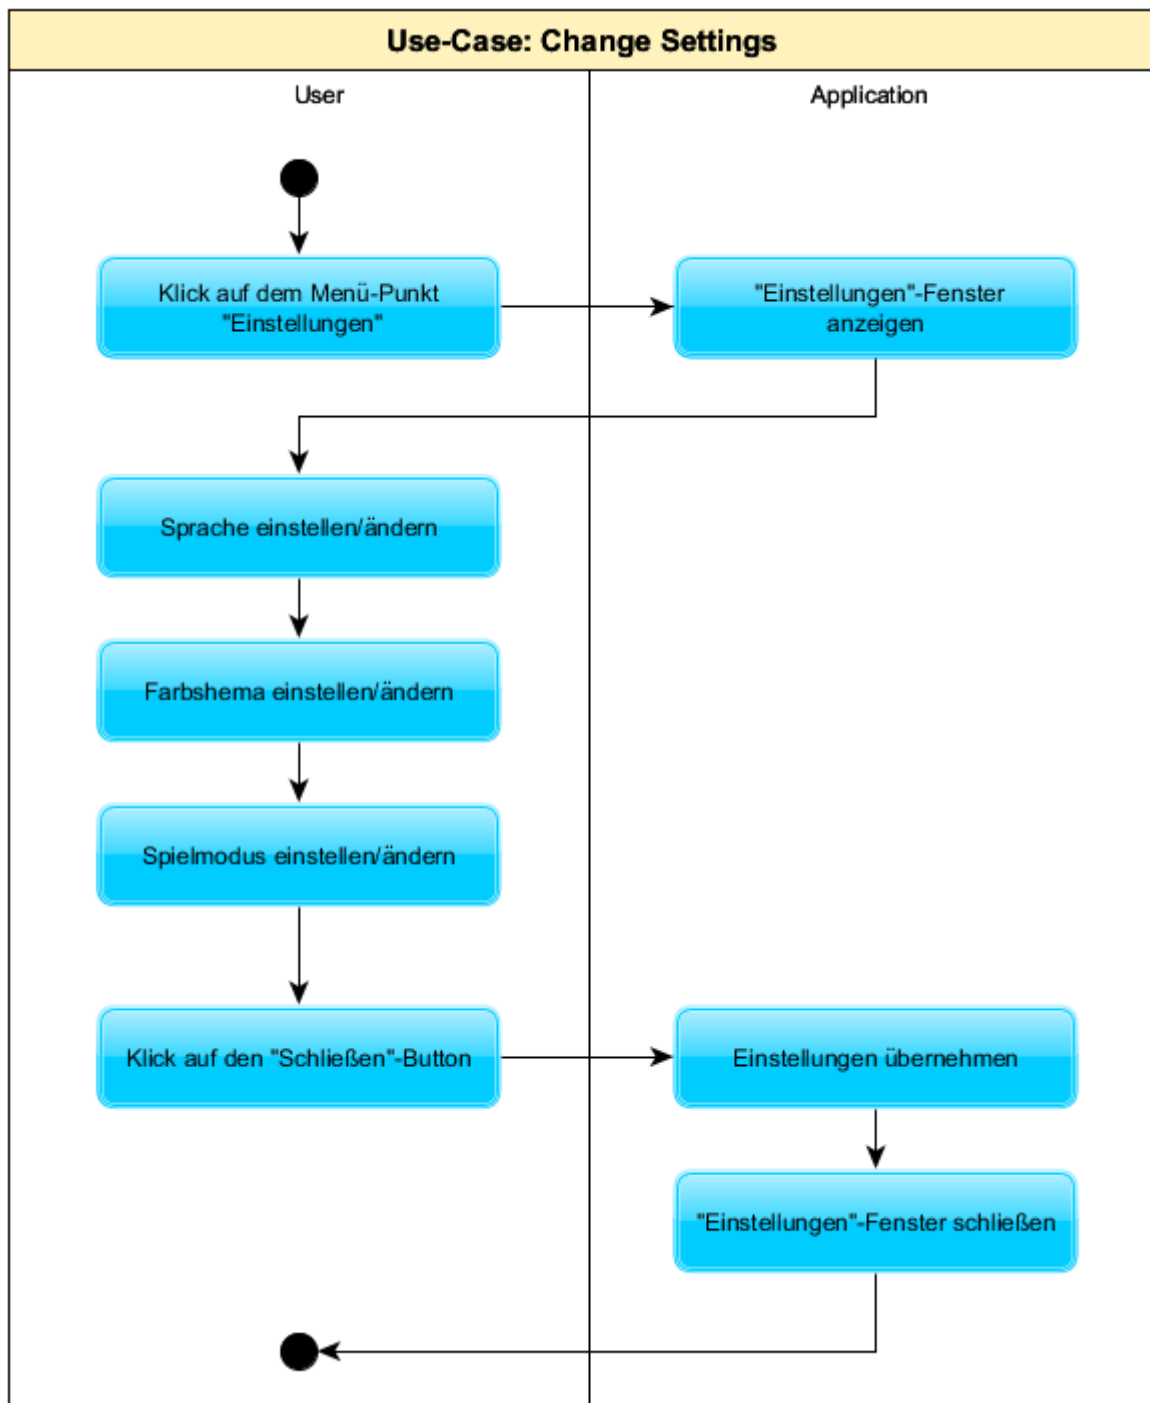 Use-Case: Change Settings
User
Application
Klick auf dem Menü-Punkt
"Einstellungen"
"Einstellungen"-Fenster
anzeigen
Sprache einstellen/ändern
Farbshema einstellen/ändern
Spielmodus einstellen/ändern
Klick auf den "Schließen"-Button
Einstellungen übernehmen
"Einstellungen"-Fenster schließen